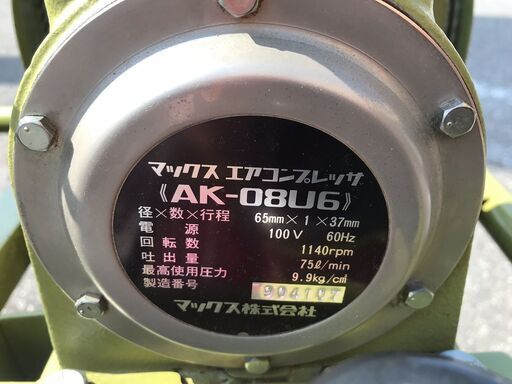 マックス エアコンプレッサ
《AK-08U6》
径×数×行程 65mm×1×37mm
電源 100V 60Hz
回転数 1140rpm
吐出量 75ℓ/min
最高使用圧力 9.9kg/cm²
製造番号 904107
マックス株式会社